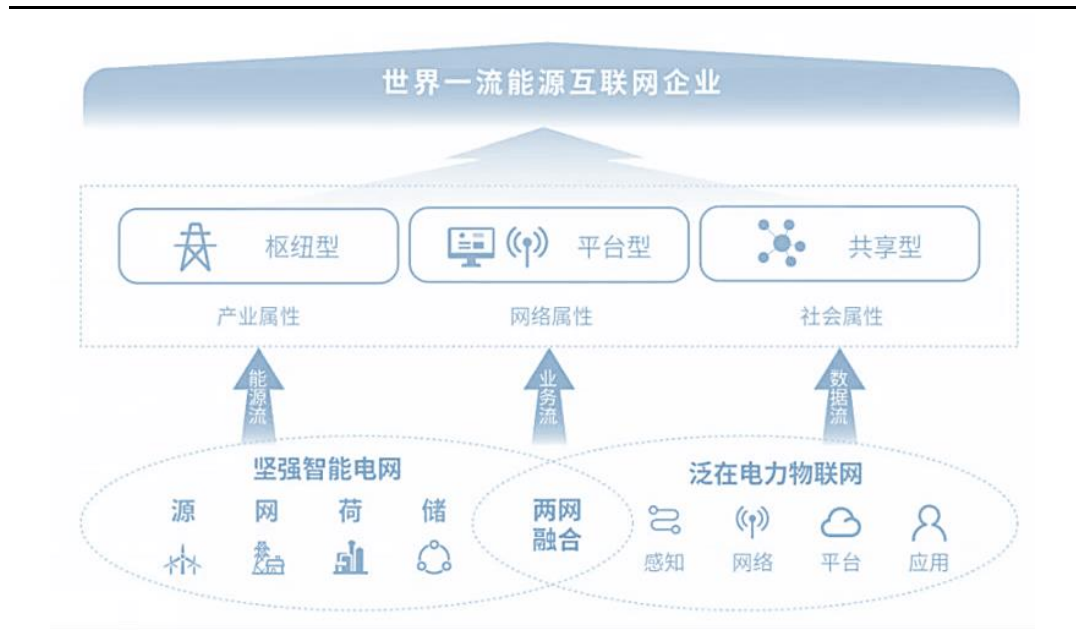 世界一流能源互联网企业
枢纽型
平台型
共享型
产业属性
网络属性
社会属性
能源流
业务流
数据流
坚强智能电网
泛在电力物联网
源 网 荷 储
两网
融合
感知 网络 平台 应用